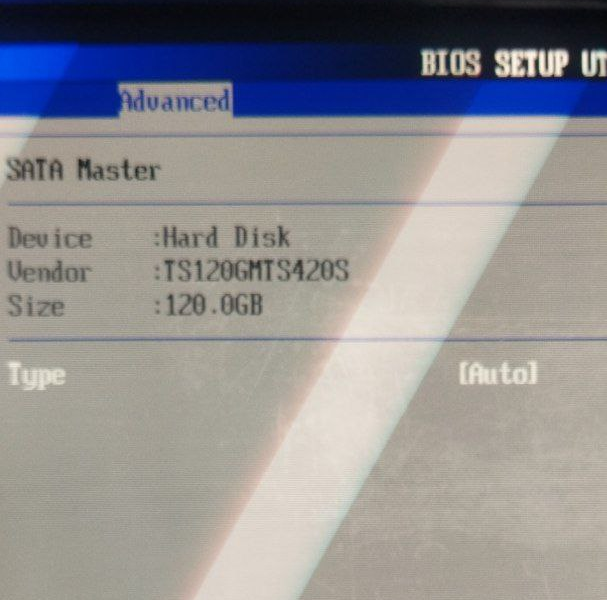 BIOS SETUP UT
Advanced
SATA Master
Device :Hard Disk
Vendor :TS120GMTS420S
Size :120.0GB
Type [Auto]